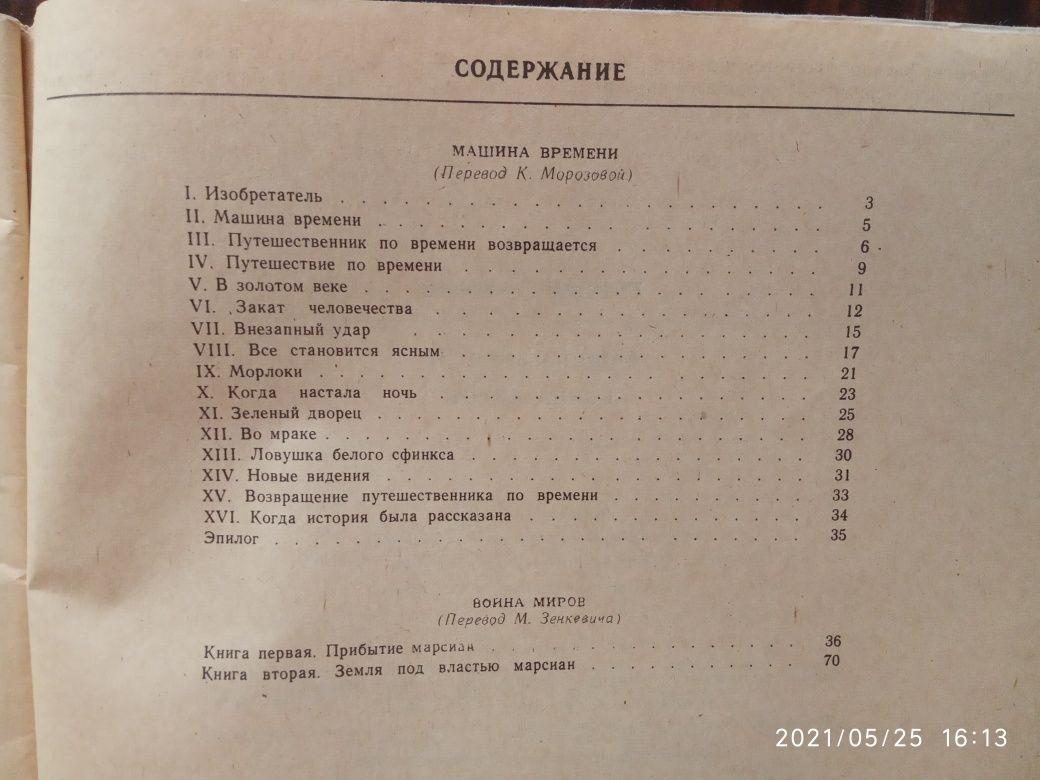 СОДЕРЖАНИЕ
МАШИНА ВРЕМЕНИ
(Перевод К. Морозовой)
I. Изобретатель . . . . . . . . . . . . . . . . . . . 3
II. Машина времени . . . . . . . . . . . . . . . . . 5
III. Путешественник по времени возвращается . . . . . . . . 6
IV. Путешествие по времени . . . . . . . . . . . . . . 9
V. В золотом веке . . . . . . . . . . . . . . . . . . 11
VI. Закат человечества . . . . . . . . . . . . . . . 12
VII. Внезапный удар . . . . . . . . . . . . . . . . 15
VIII. Все становится ясным . . . . . . . . . . . . . . 17
IX. Морлоки . . . . . . . . . . . . . . . . . . . 21
X. Когда настала ночь . . . . . . . . . . . . . . . 23
XI. Зеленый дворец . . . . . . . . . . . . . . . . . 25
XII. Во мраке . . . . . . . . . . . . . . . . . . . 28
XIII. Ловушка белого сфинкса . . . . . . . . . . . . . 30
XIV. Новые видения . . . . . . . . . . . . . . . . . 31
XV. Возвращение путешественника по времени . . . . . . . . 33
XVI. Когда история была рассказана . . . . . . . . . . . 34
Эпилог . . . . . . . . . . . . . . . . . . . . . 35
ВОЙНА МИРОВ
(Перевод М. Зенкевича)
Книга первая. Прибытие марсиан . . . . . . . . . . . . . 36
Книга вторая. Земля под властью марсиан . . . . . . . . . 70
2021/05/25 16:13